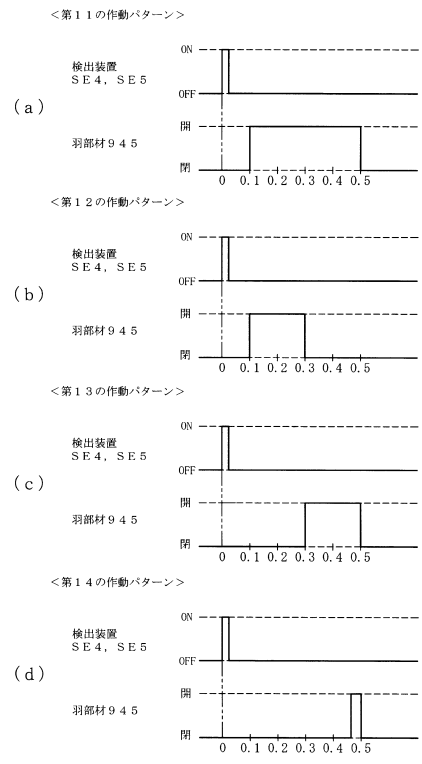 <第11の作動パターン>
ON
検出装置
SE4, SE5
(a)
OFF
開
羽部材945
閉
0 0.1 0.2 0.3 0.4 0.5
<第12の作動パターン>
ON
検出装置
SE4, SE5
OFF
(b)
開
羽部材945
閉
0 0.1 0.2 0.3 0.4 0.5
<第13の作動パターン>
ON
検出装置
SE4, SE5
OFF
(c)
開
羽部材945
閉
0 0.1 0.2 0.3 0.4 0.5
<第14の作動パターン>
ON
検出装置
SE4, SE5
OFF
(d)
開
羽部材945
閉
0 0.1 0.2 0.3 0.4 0.5